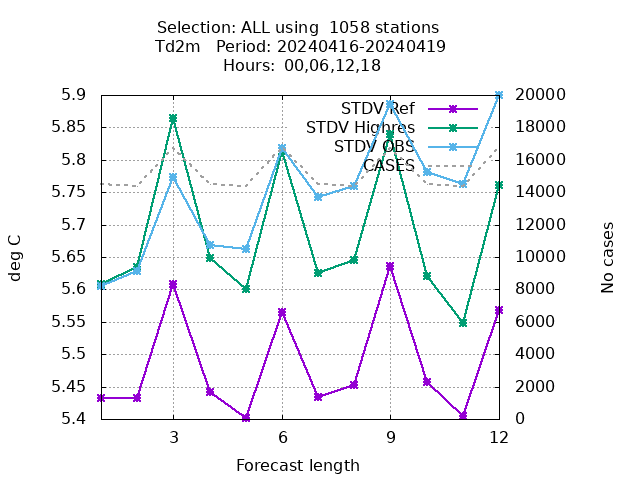 Selection: ALL using  1058 stations
Td2m   Period: 20240416-20240419
Hours: 00,06,12,18
5.9
5.85
5.8
5.75
5.7
5.65
5.6
5.55
5.5
5.45
5.4
20000
18000
16000
14000
12000
10000
8000
6000
4000
2000
0
STDV Ref
STDV Highres
STDV OBS
CASES
deg C
No cases
3
6
9
12
Forecast length